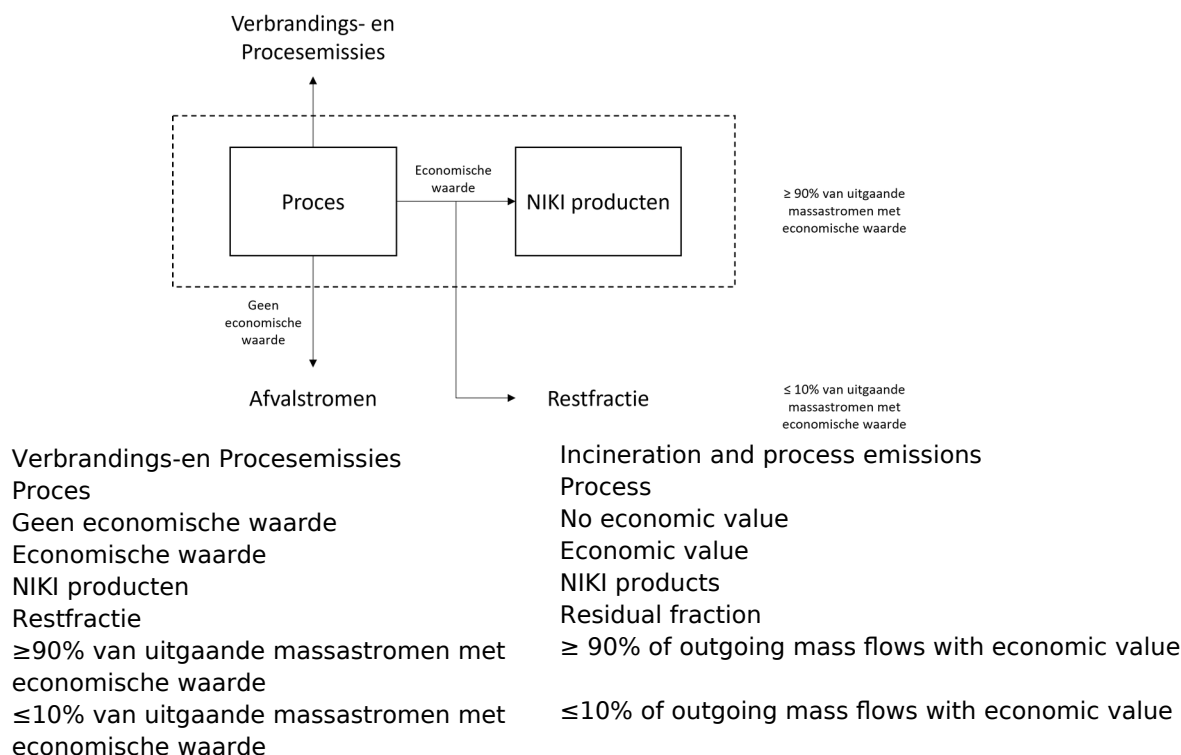 Verbrandings- en
Procesemissies
Proces
Economische
waarde
NIKI producten
≥ 90% van uitgaande
massastromen met
economische waarde
Geen
economische
waarde
Afvalstromen
Restfractie
≤ 10% van uitgaande
massastromen met
economische waarde
Verbrandings-en Procesemissies
Proces
Geen economische waarde
Economische waarde
NIKI producten
Restfractie
≥90% van uitgaande massastromen met
economische waarde
≤10% van uitgaande massastromen met
economische waarde
Incineration and process emissions
Process
No economic value
Economic value
NIKI products
Residual fraction
≥ 90% of outgoing mass flows with economic value
≤10% of outgoing mass flows with economic value